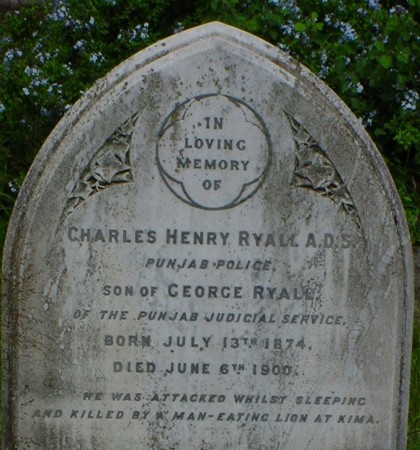 IN
LOVING
MEMORY
OF
CHARLES HENRY RYALL A.D.S.
PUNJAB POLICE,
SON OF GEORGE RYALL
OF THE PUNJAB JUDICIAL SERVICE.
BORN JULY 13TH 1874.
DIED JUNE 6TH 1900.
HE WAS ATTACKED WHILST SLEEPING
AND KILLED BY A MAN-EATING LION AT KIMA.